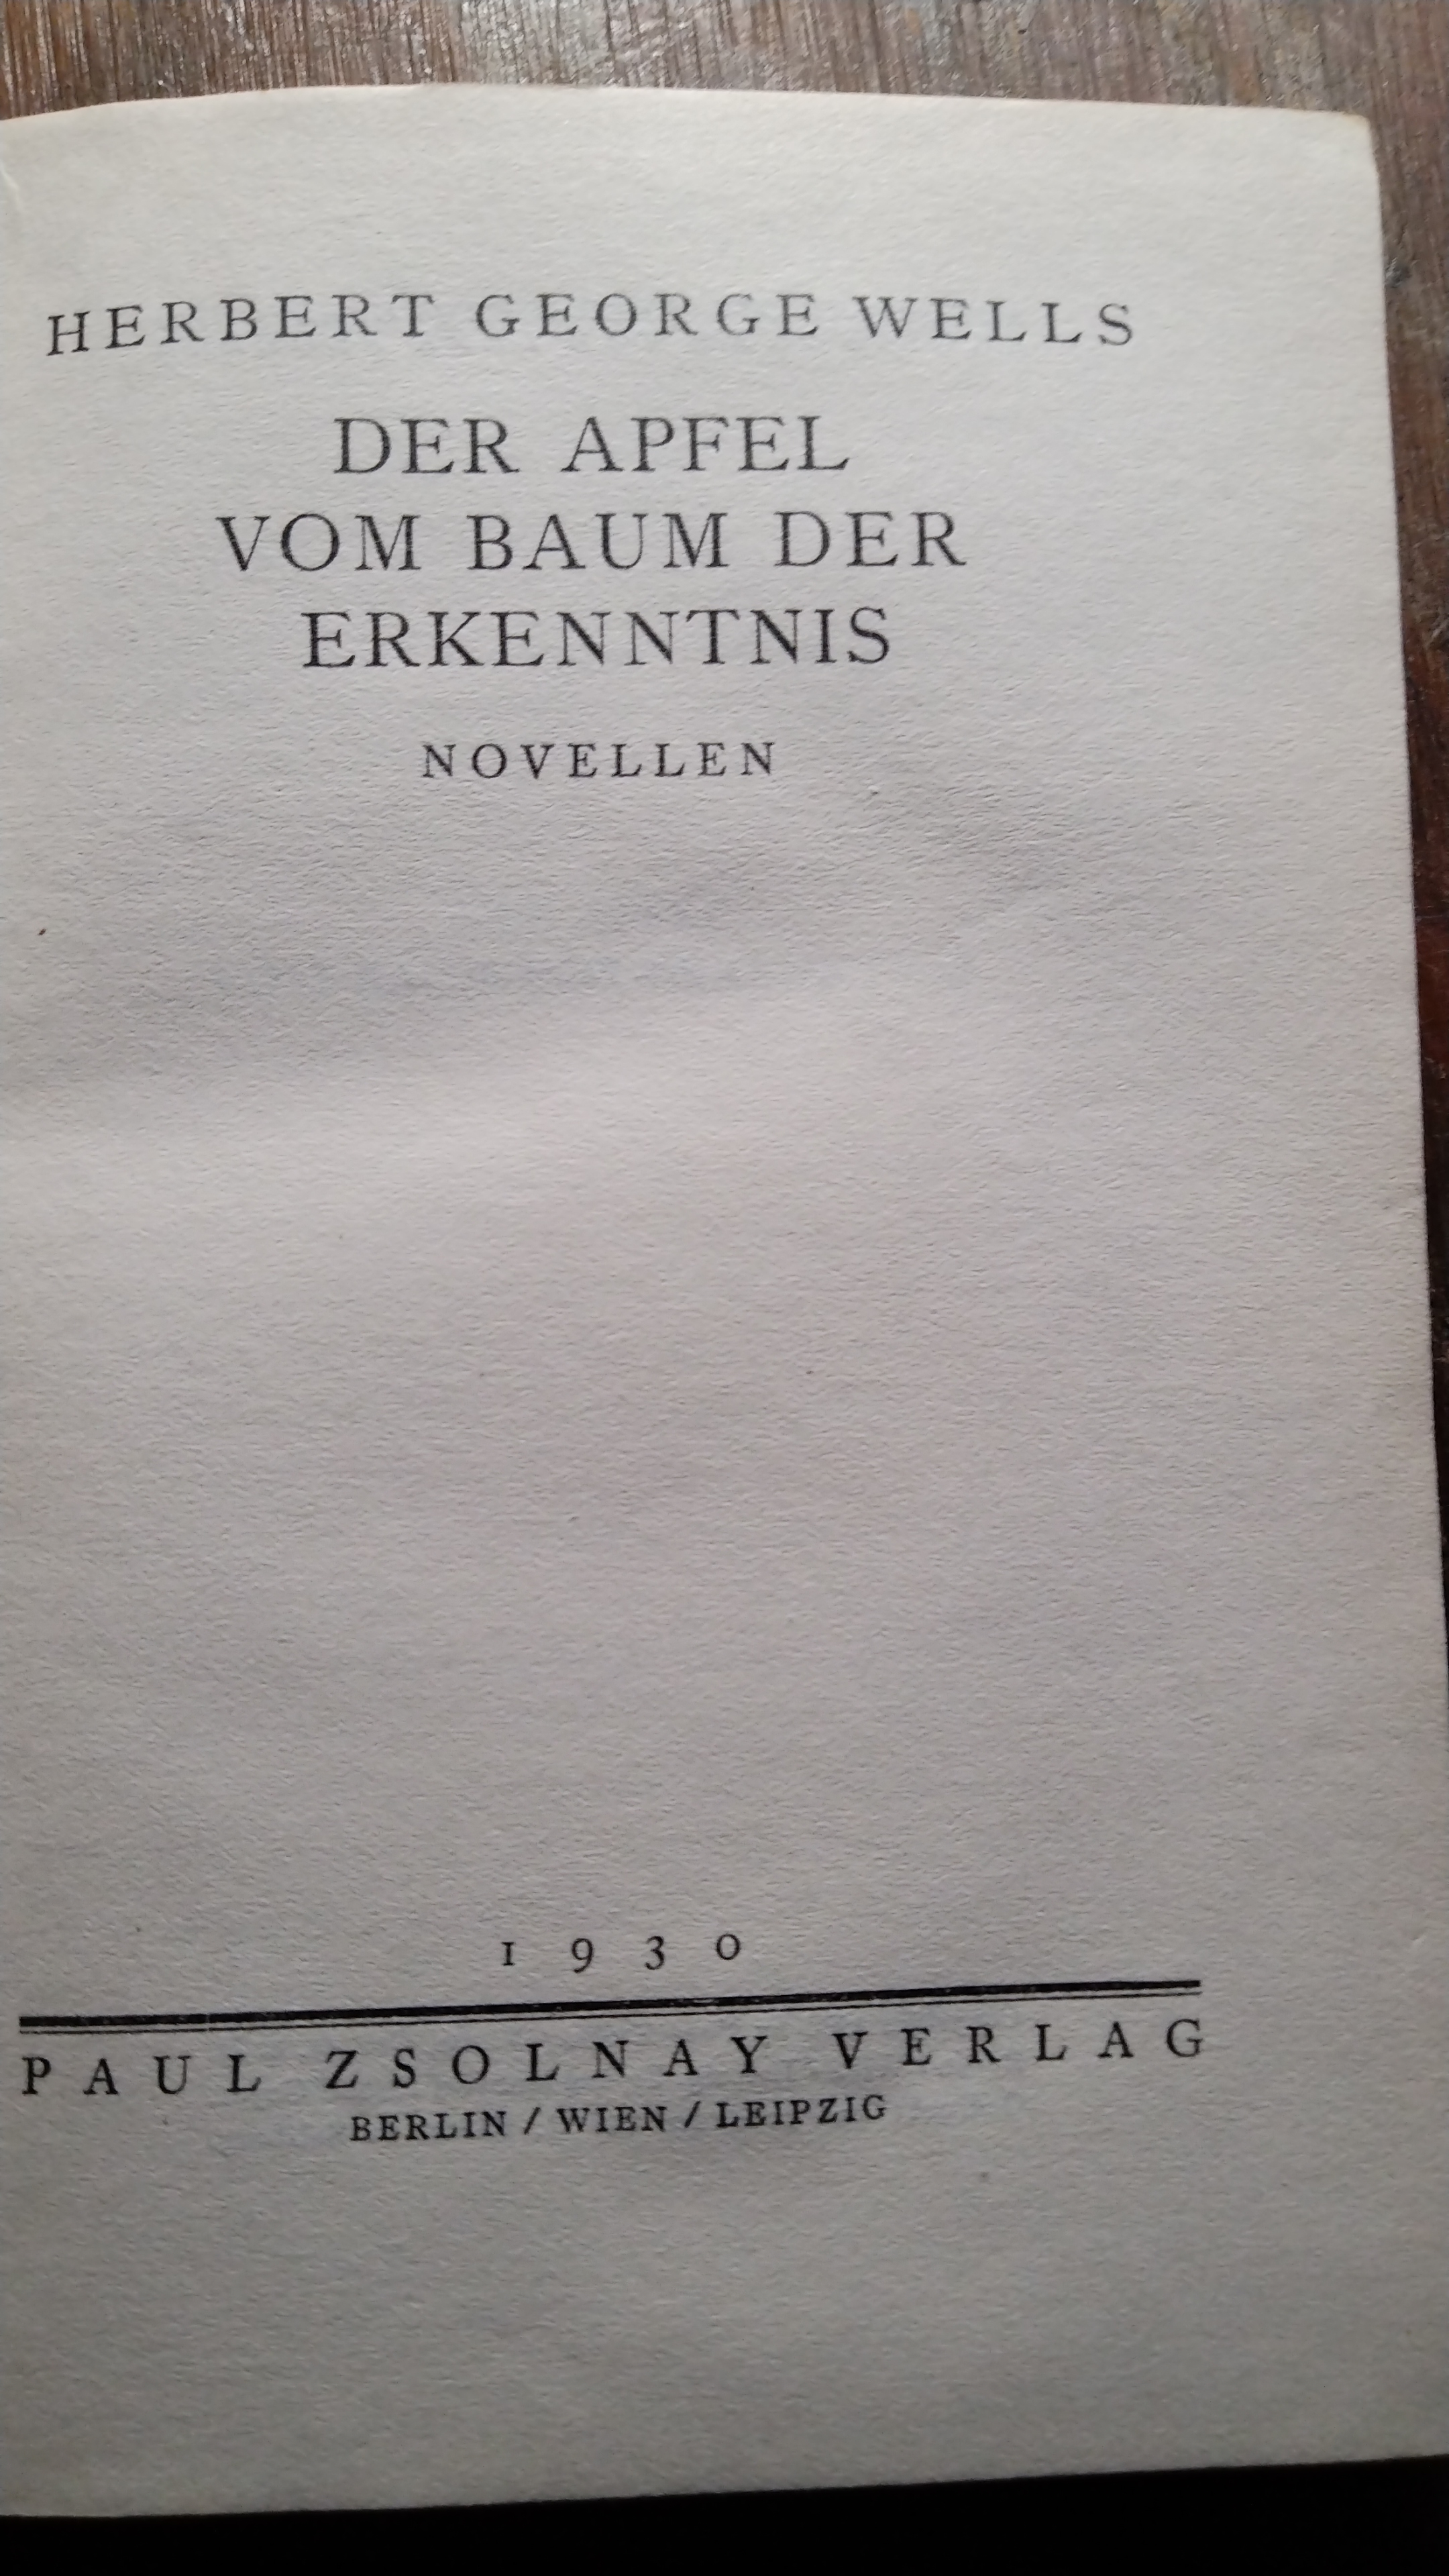 HERBERT GEORGE WELLS
DER APFEL
VOM BAUM DER
ERKENNTNIS
NOVELLEN
1930
PAUL ZSOLNAY VERLAG
BERLIN / WIEN / LEIPZIG